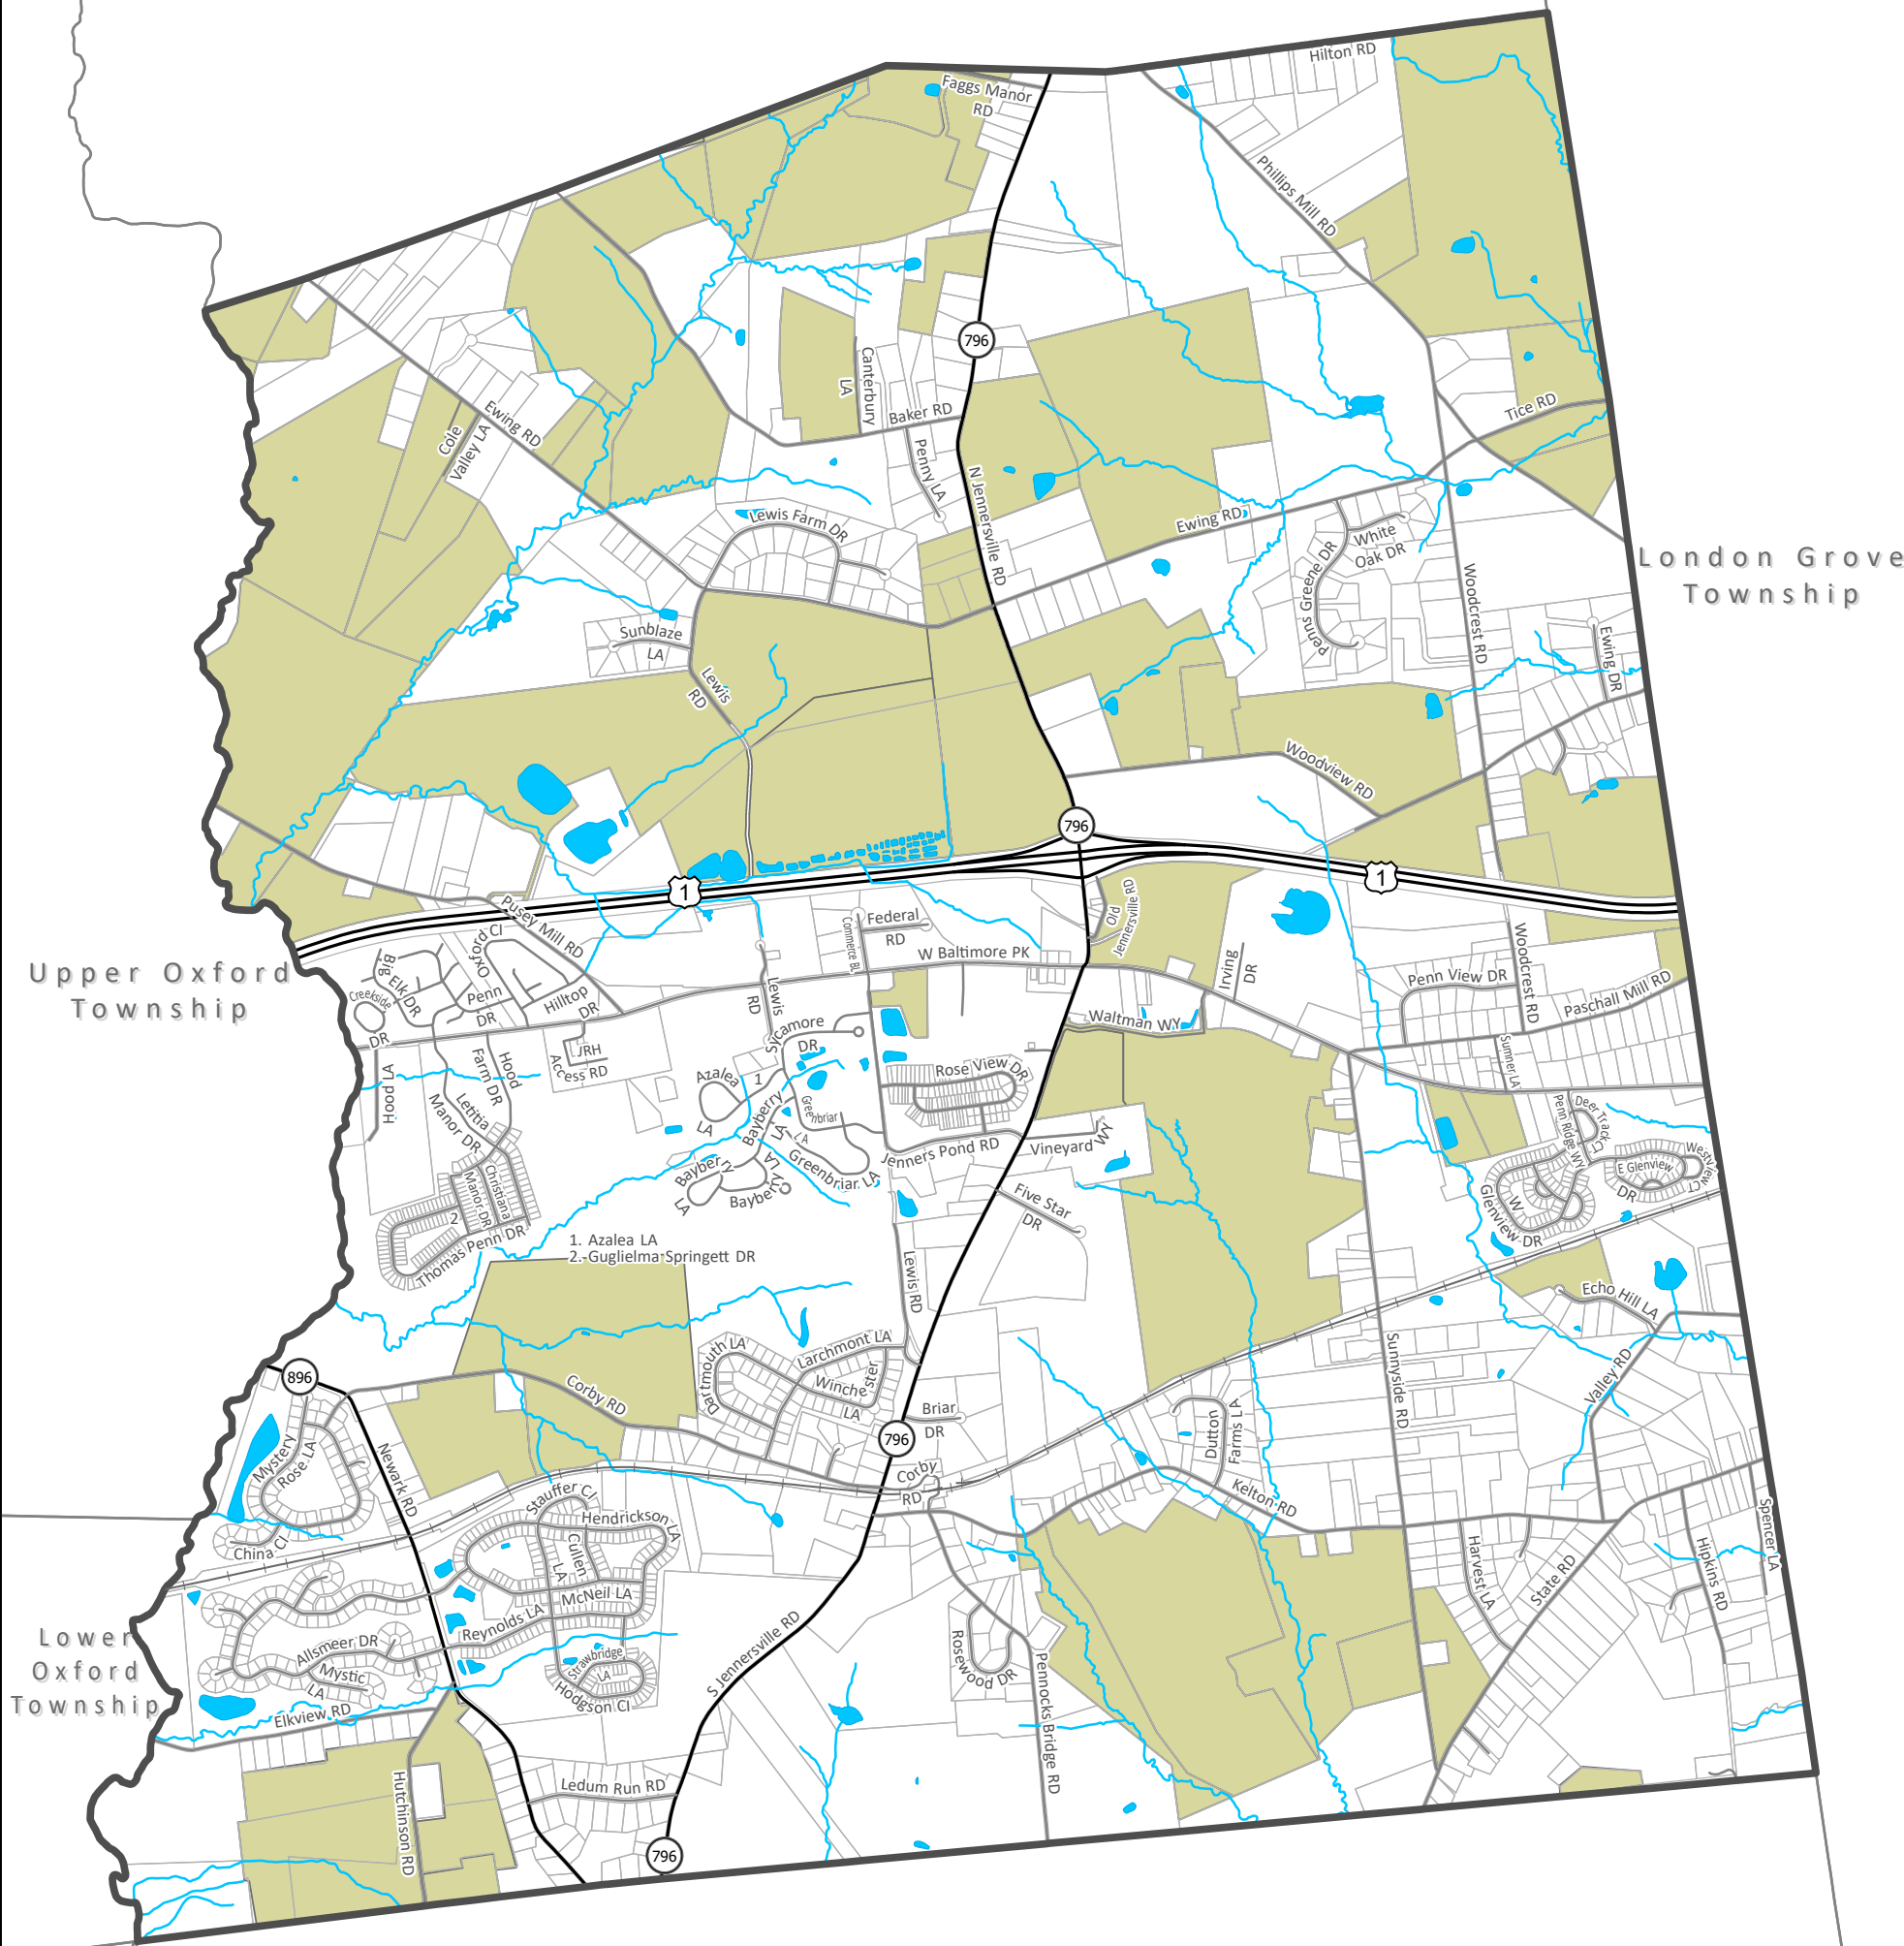 Hilton RD
Faggs Manor
RD
Phillips Mill RD
796
Canterbury
LA
Baker RD
Tice RD
Ewing RD
Cole
Valley LA
Penny LA
N Jennersville RD
Lewis Farm DR
Ewing RD
White
Oak DR
Penns Greene DR
Woodcrest RD
London Grove
Township
Sunblaze
LA
Ewing DR
Lewis
RD
Woodview RD
796
1
1
Pusey Mill RD
Federal
RD
Commerce BL
Old
Jennersville RD
W Baltimore PK
Irving
DR
Woodcrest RD
Upper Oxford
Township
Oxford CI
Big
Elk DR
Creekside
DR
Penn
DR
Hilltop
DR
Lewis
RD
Penn View DR
Paschall Mill RD
Waltman WY
Sycamore
DR
JRH
Access RD
Hood LA
Hood
Farm DR
Sumner LA
Rose View DR
Azalea
LA
1
Letitia
Manor DR
Bayberry
LA
Greenbriar
LA
Penn Ridge WY
Deer Track
CT
Jenners Pond RD
Vineyard
WY
Greenbriar LA
E Glenview
DR
Westview CT
Bayberry
LA
Bayberry
LA
Manor DR
Christiana
2
Five Star
DR
W
Glenview DR
Thomas Penn DR
1. Azalea LA
2. Guglielma Springett DR
Lewis RD
Echo Hill LA
Larchmont LA
Dartmouth LA
Winchester
LA
Sunnyside RD
Valley RD
896
Corby RD
Briar
DR
796
Dutton
Farms LA
Mystery
Rose LA
Newark RD
Corby
RD
Kelton RD
Stauffer CI
Hendrickson LA
Cullen
LA
China CI
Spencer LA
Harvest LA
State RD
Hipkins RD
McNeil LA
Reynolds LA
Lower
Oxford
Township
Allsmeer DR
Mystic
LA
Strawbridge
LA
Hodgson CI
S Jennersville RD
Rosewood DR
Pennocks Bridge RD
Elkview RD
Ledum Run RD
Hutchinson RD
796